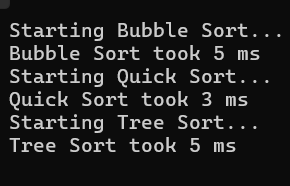 Starting Bubble Sort...
Bubble Sort took 5 ms
Starting Quick Sort...
Quick Sort took 3 ms
Starting Tree Sort...
Tree Sort took 5 ms